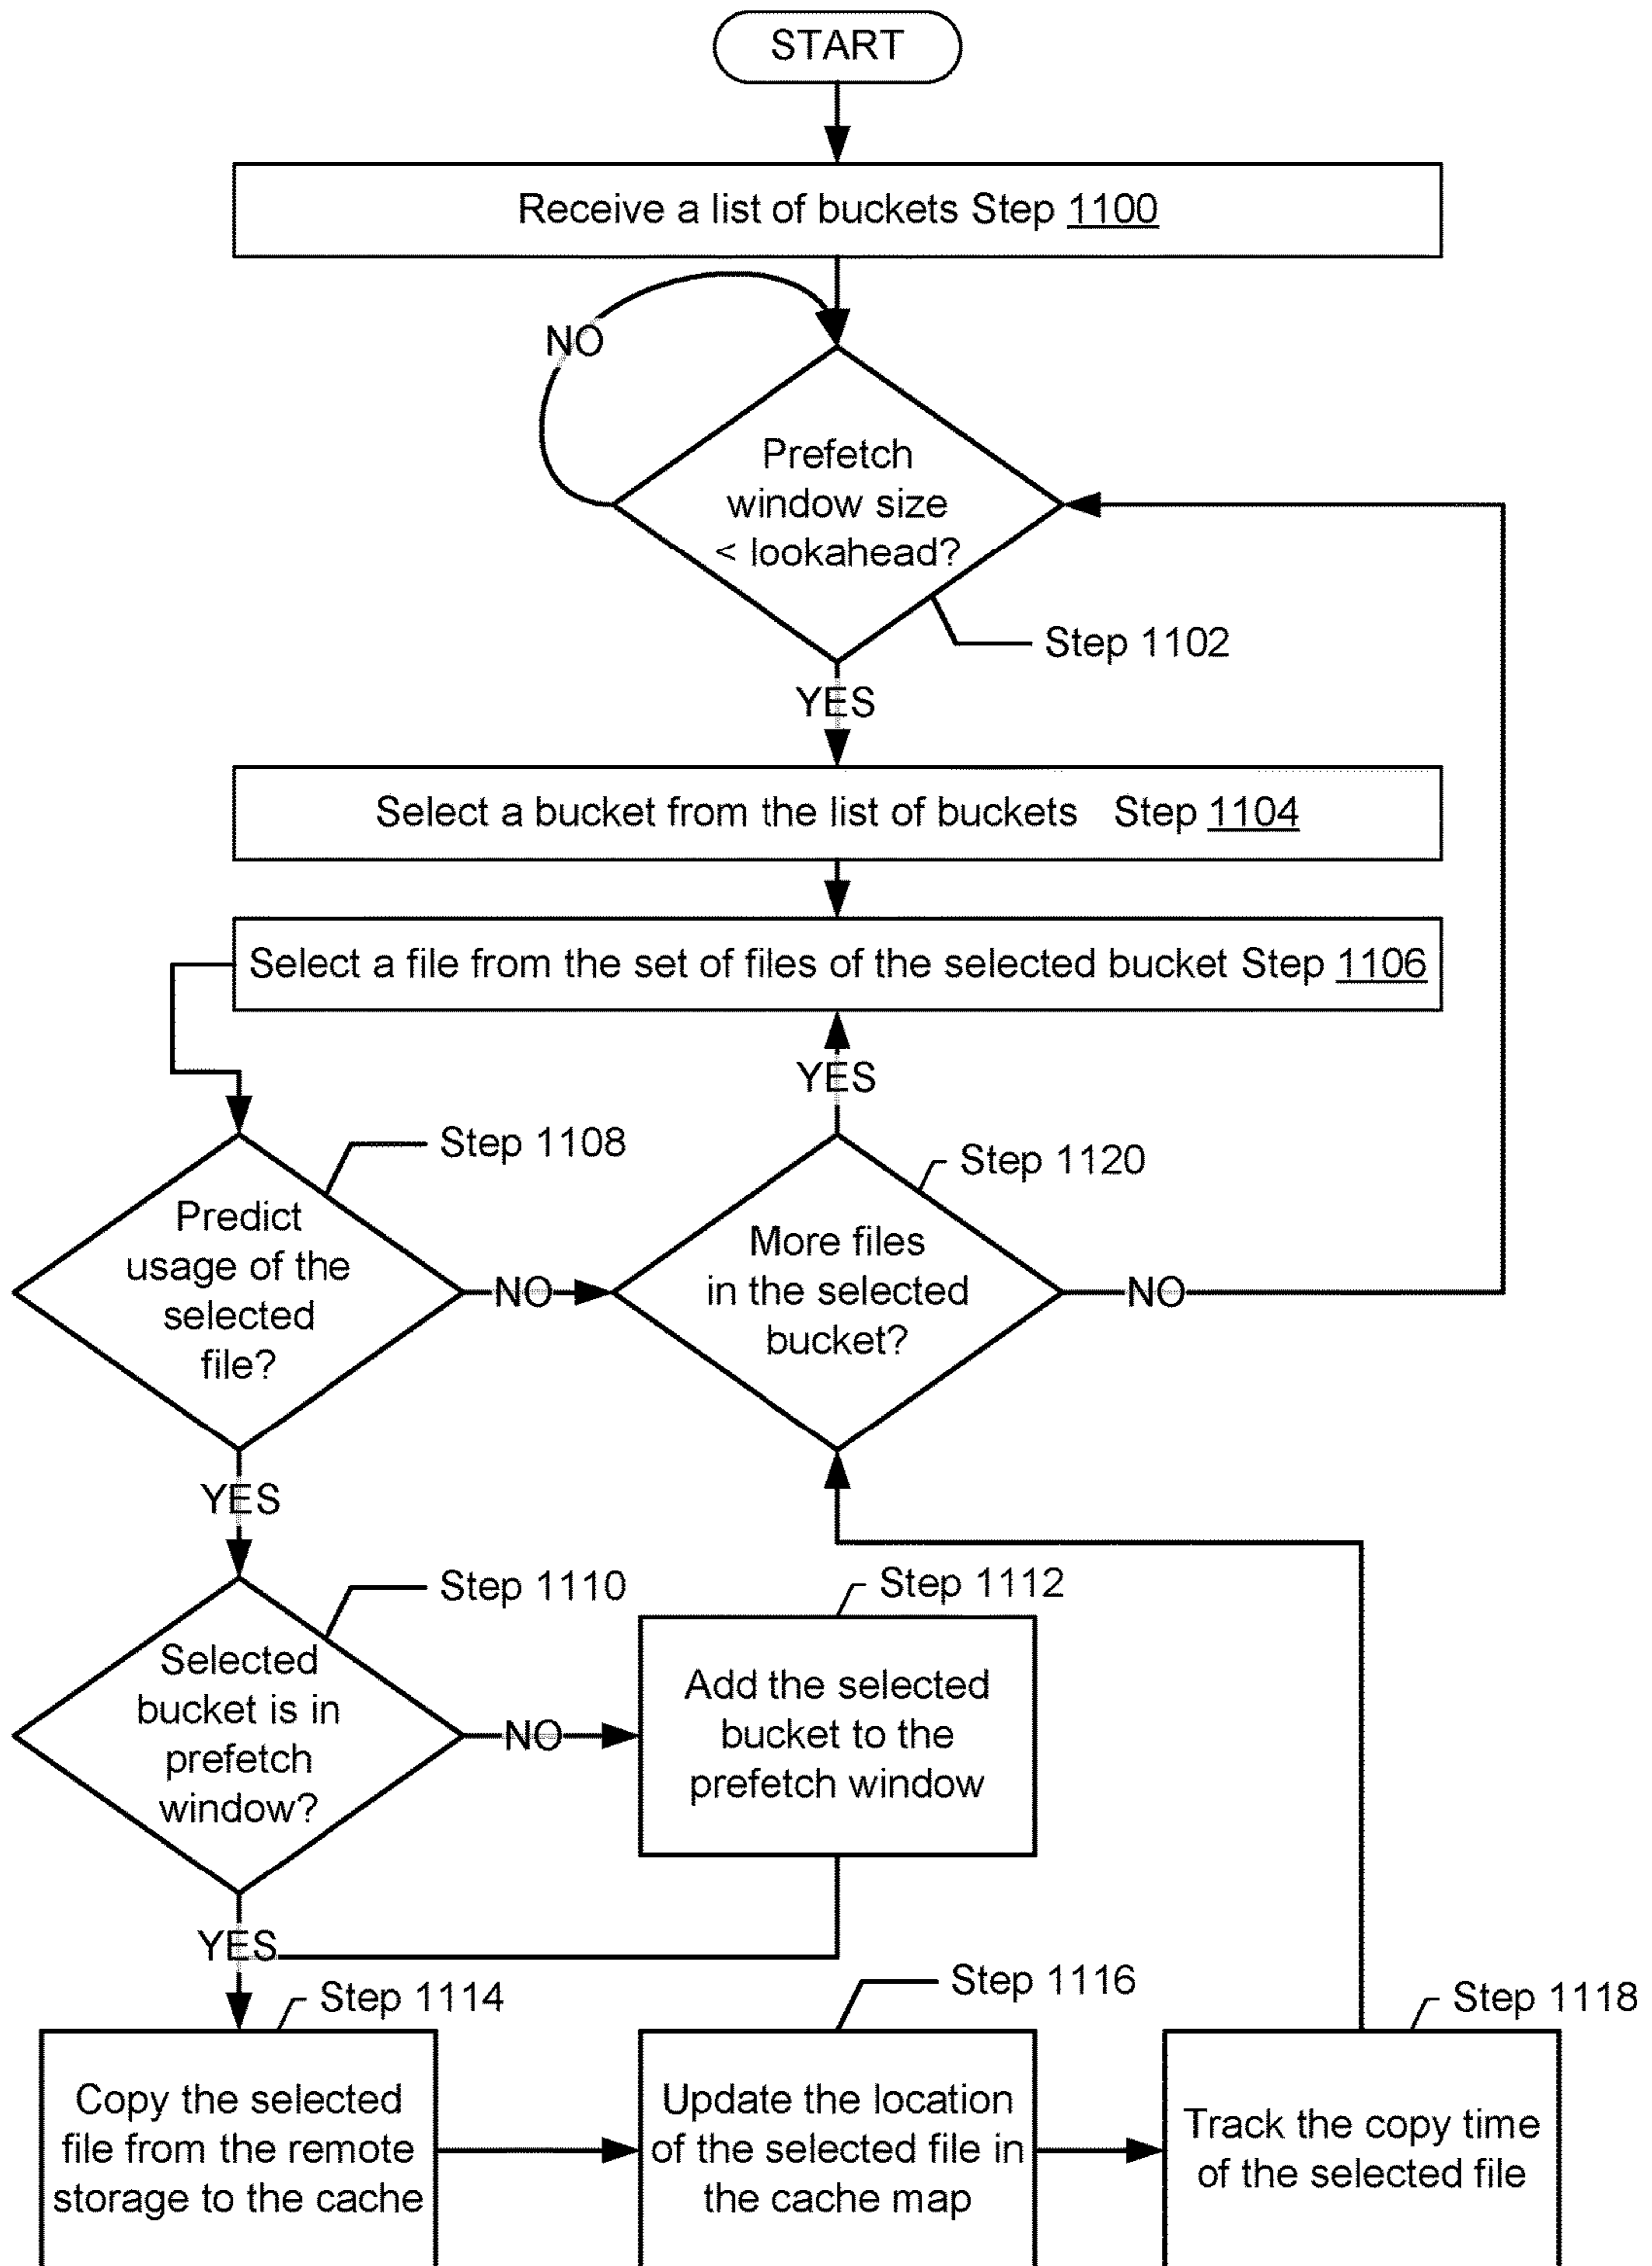 START
Receive a list of buckets Step 1100
NO
Prefetch
window size
< lookahead?
Step 1102
YES
Select a bucket from the list of buckets Step 1104
Select a file from the set of files of the selected bucket Step 1106
YES
Step 1108
Step 1120
Predict
usage of the
selected
file?
NO
More files
in the selected
bucket?
NO
YES
Step 1110
Step 1112
Selected
bucket is in
prefetch
window?
NO
Add the selected
bucket to the
prefetch window
YES
Step 1114
Step 1116
Step 1118
Copy the selected
file from the remote
storage to the cache
Update the location
of the selected file in
the cache map
Track the copy time
of the selected file